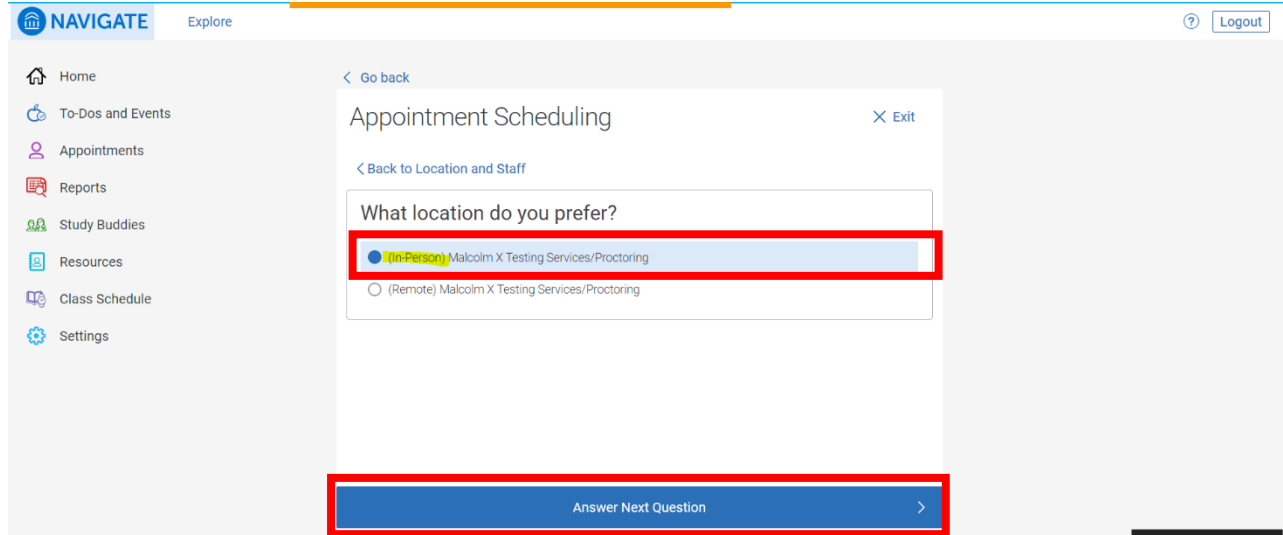 NAVIGATE Explore ? Logout
Home
To-Dos and Events
Appointments
Reports
Study Buddies
Resources
Class Schedule
Settings
Go back
Appointment Scheduling
Exit
Back to Location and Staff
What location do you prefer?
(In-Person) Malcolm X Testing Services/Proctoring
(Remote) Malcolm X Testing Services/Proctoring
Answer Next Question